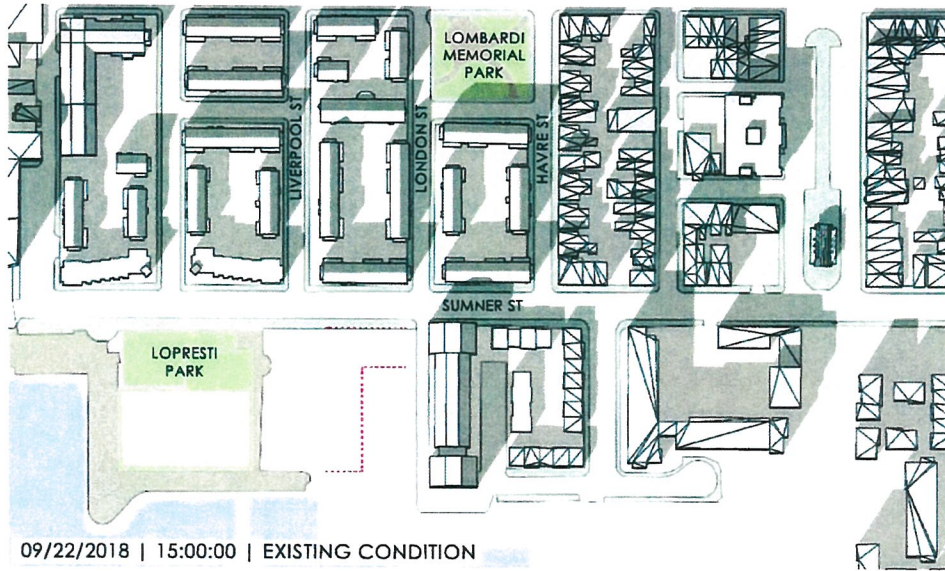 LOMBARDI
MEMORIAL
PARK
LIVERPOOL ST
LONDON ST
HAVRE ST
SUMNER ST
LOPRESTI
PARK
09/22/2018 | 15:00:00 | EXISTING CONDITION